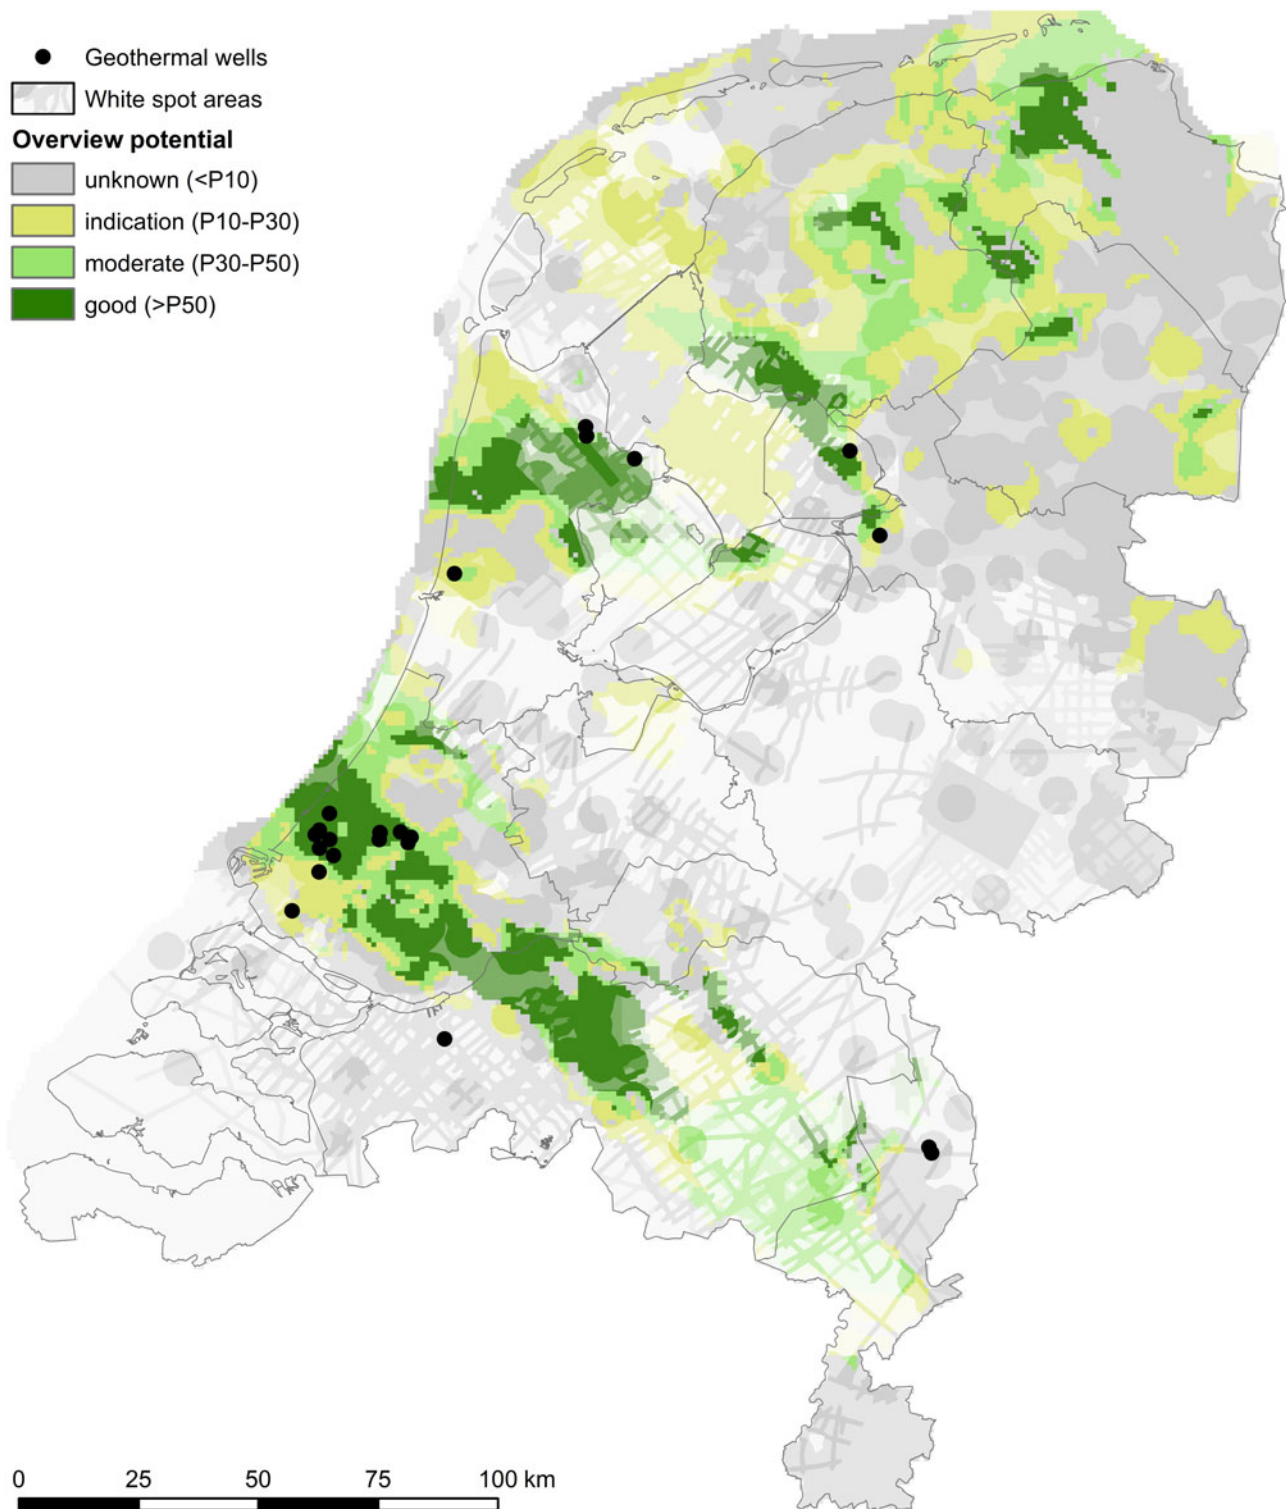 Geothermal wells
White spot areas
Overview potential
unknown (<P10)
indication (P10-P30)
moderate (P30-P50)
good (>P50)
0 25 50 75 100 km